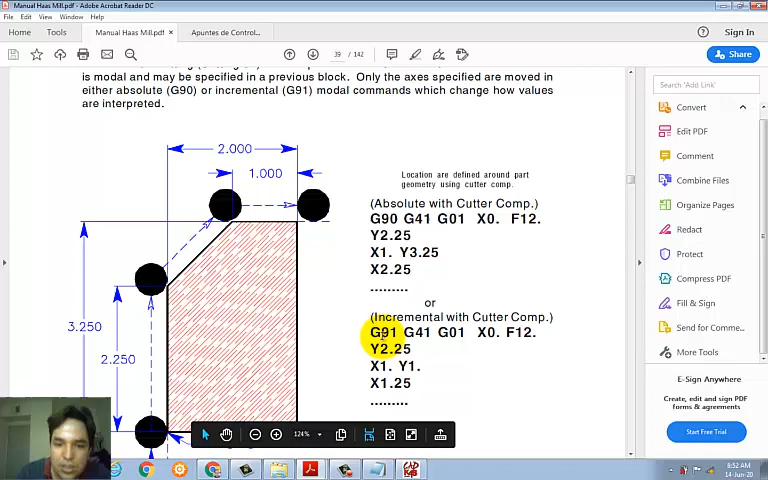 Manual Haas Mill.pdf - Adobe Acrobat Reader DC
File Edit View Window Help
Home Tools Manual Haas Mill.pdf × Apuntes de Control... Sign In
39 / 142 Share
is modal and may be specified in a previous block. Only the axes specified are moved in
either absolute (G90) or incremental (G91) modal commands which change how values
are interpreted.
2.000
1.000
3.250
2.250
Location are defined around part
geometry using cutter comp.
(Absolute with Cutter Comp.)
G90 G41 G01 X0. F12.
Y2.25
X1. Y3.25
X2.25
.........
or
(Incremental with Cutter Comp.)
G91 G41 G01 X0. F12.
Y2.25
X1. Y1.
X1.25
.........
124%
Search 'Add Link'
Convert
Edit PDF
Comment
Combine Files
Organize Pages
Redact
Protect
Compress PDF
Fill & Sign
Send for Comme...
More Tools
E-Sign Anywhere
Create, edit and sign PDF
forms & agreements
Start Free Trial
8:52 AM
14-Jun-20